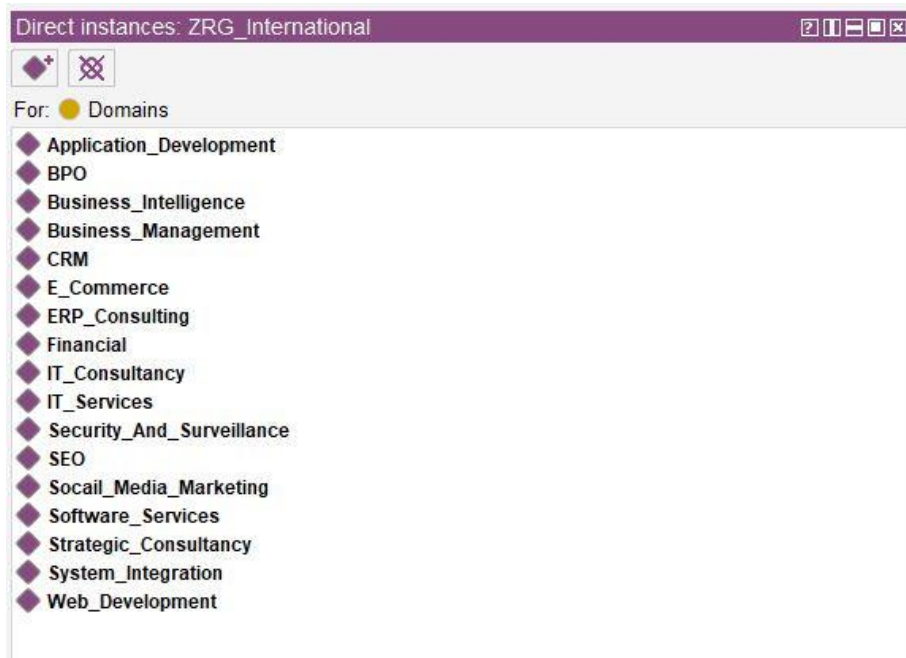 Direct instances: ZRG_International
For: Domains
Application_Development
BPO
Business_Intelligence
Business_Management
CRM
E_Commerce
ERP_Consulting
Financial
IT_Consultancy
IT_Services
Security_And_Surveillance
SEO
Socail_Media_Marketing
Software_Services
Strategic_Consultancy
System_Integration
Web_Development